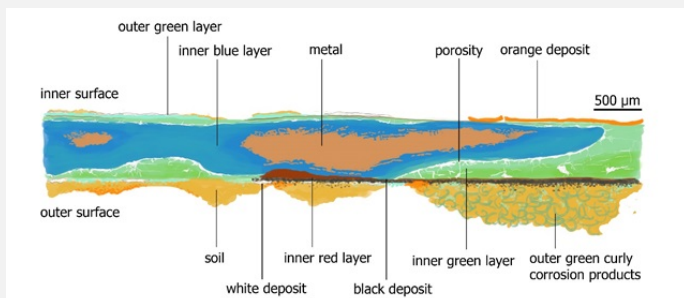 outer green layer
inner blue layer
metal
porosity
orange deposit
inner surface
500 µm
outer surface
soil
inner red layer
inner green layer
outer green curly
corrosion products
white deposit
black deposit